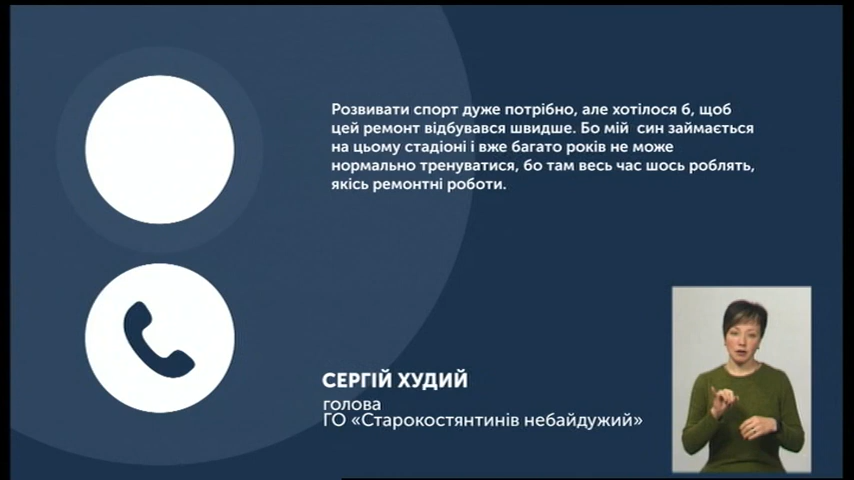 Розвивати спорт дуже потрібно, але хотілося б, щоб
цей ремонт відбувався швидше. Бо мій син займається
на цьому стадіоні і вже багато років не може
нормально тренуватися, бо там весь час шось роблять,
якісь ремонтні роботи.
СЕРГІЙ ХУДИЙ
голова
ГО «Старокостянтинів небайдужий»